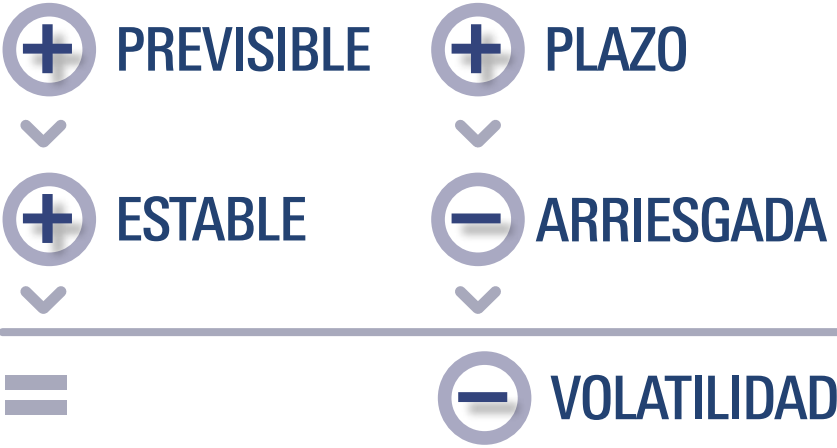 + PREVISIBLE
+ PLAZO
+ ESTABLE
− ARRIESGADA
= − VOLATILIDAD